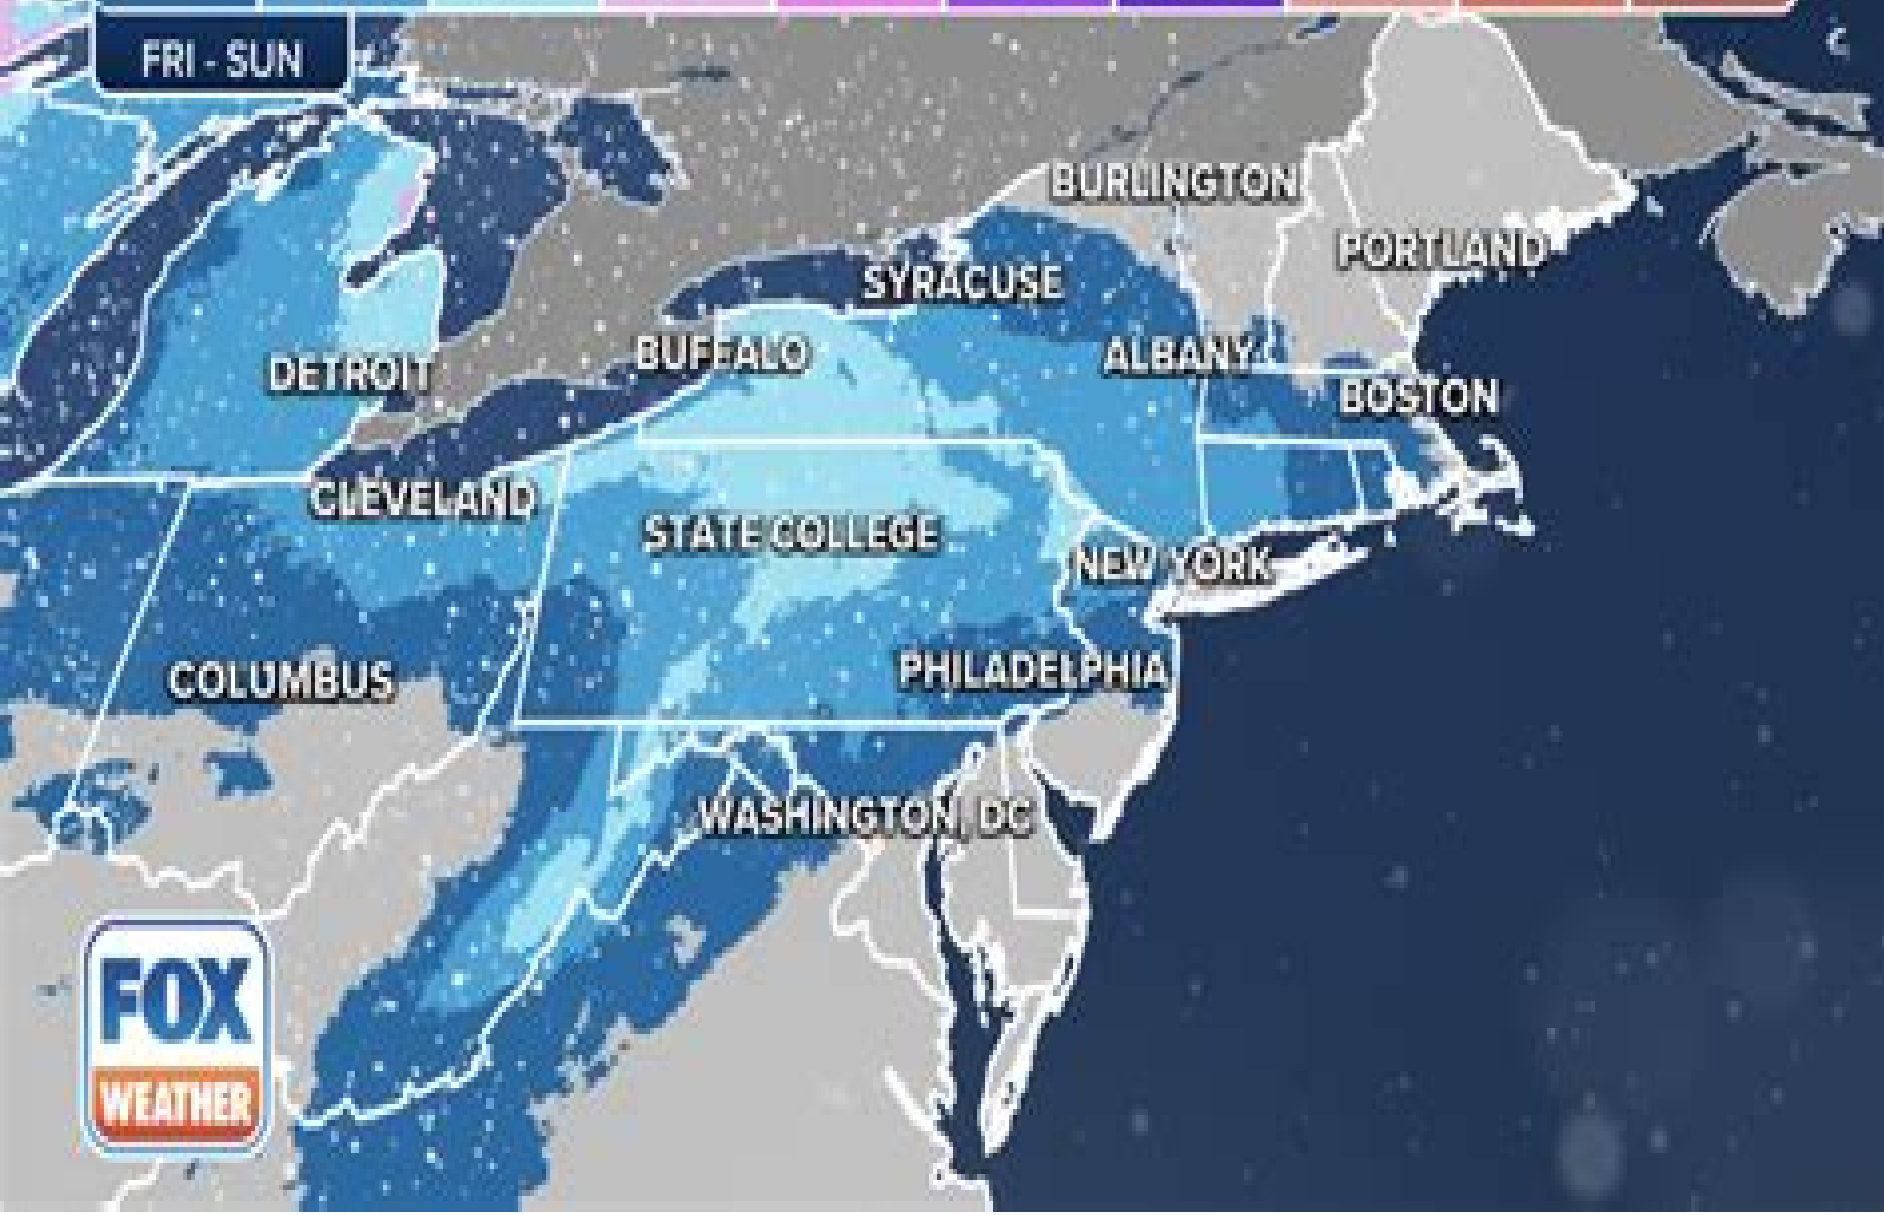 FRI - SUN
BURLINGTON
PORTLAND
SYRACUSE
BUFFALO
ALBANY
DETROIT
BOSTON
CLEVELAND
STATE COLLEGE
NEW YORK
PHILADELPHIA
COLUMBUS
WASHINGTON, DC
FOX
WEATHER